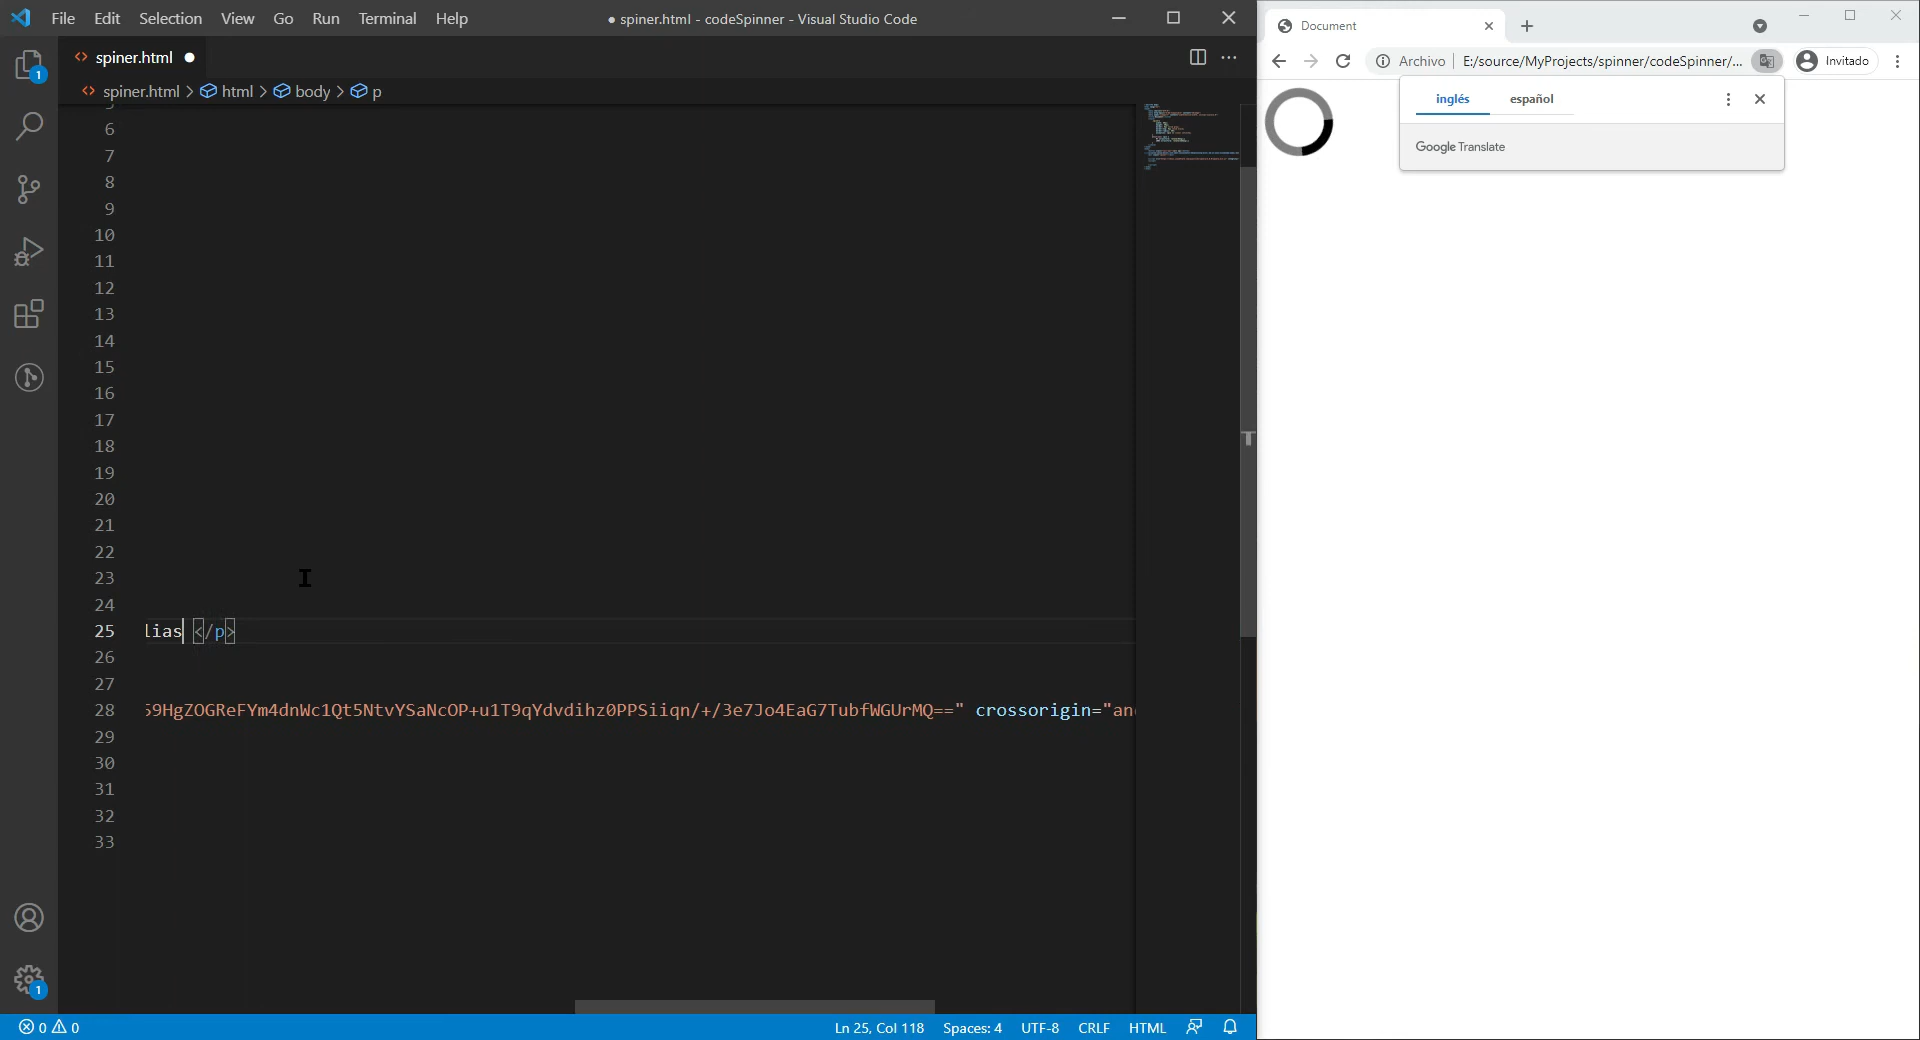 File Edit Selection View Go Run Terminal Help
● spiner.html - codeSpinner - Visual Studio Code
<> spiner.html ●
<> spiner.html > html > body > p
6
7
8
9
10
11
12
13
14
15
16
17
18
19
20
21
22
23
24
25 lias </p>
26
27
28 59HgZOGReFYm4dnWc1Qt5NtvYSaNcOP+u1T9qYdvdihz0PPSiiqn/+/3e7Jo4EaG7TubfWGUrMQ==" crossorigin="an
29
30
31
32
33
1
1
0 0
Ln 25, Col 118 Spaces: 4 UTF-8 CRLF HTML
Document
Archivo E:/source/MyProjects/spinner/codeSpinner/... Invitado
inglés español
Google Translate